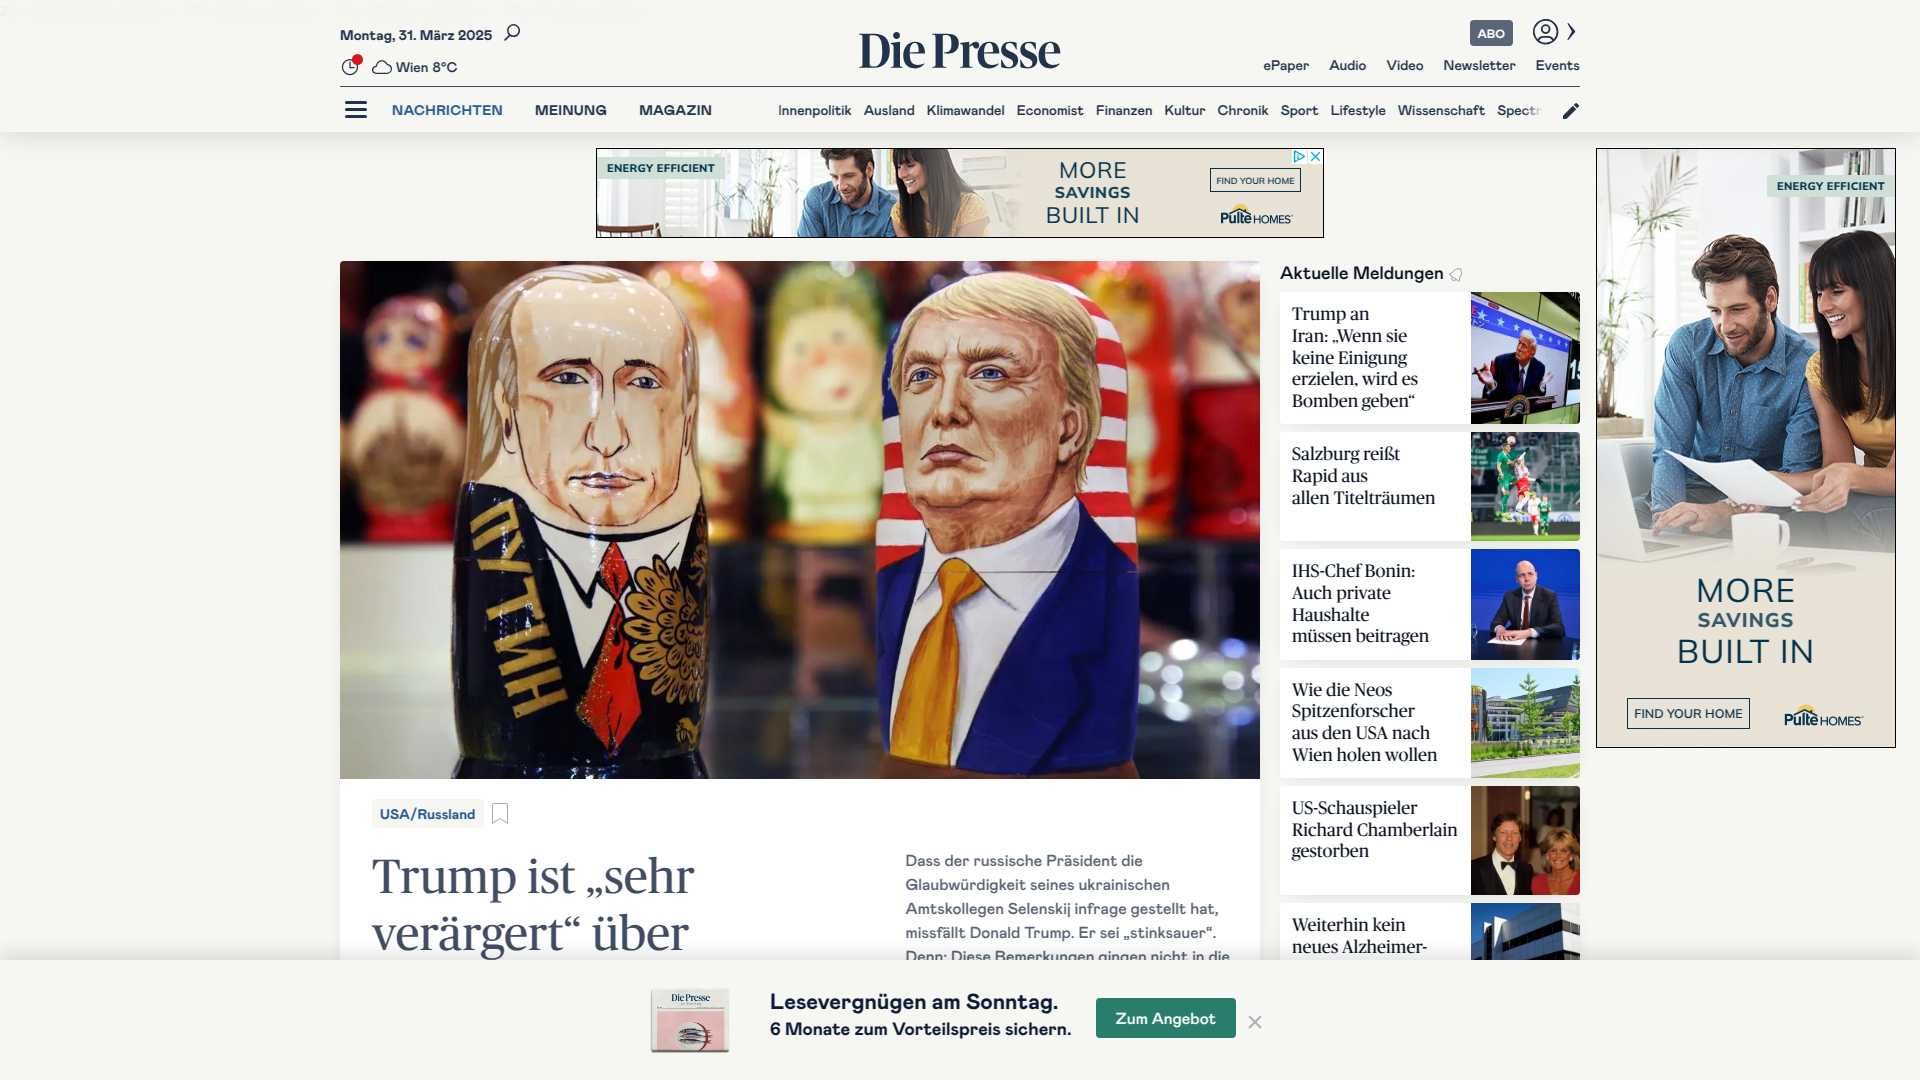 Montag, 31. März 2025
Wien 8°C
Die Presse
ABO
ePaper Audio Video Newsletter Events
NACHRICHTEN MEINUNG MAGAZIN
Innenpolitik Ausland Klimawandel Economist Finanzen Kultur Chronik Sport Lifestyle Wissenschaft Spectr
ENERGY EFFICIENT
MORE
SAVINGS
BUILT IN
FIND YOUR HOME
Pulte HOMES
ПУТИН
USA/Russland
Trump ist „sehr
verärgert“ über
Dass der russische Präsident die
Glaubwürdigkeit seines ukrainischen
Amtskollegen Selenskij infrage gestellt hat,
missfällt Donald Trump. Er sei „stinksauer“.
Denn: Diese Bemerkungen gingen nicht in die
Aktuelle Meldungen
Trump an
Iran: „Wenn sie
keine Einigung
erzielen, wird es
Bomben geben“
Salzburg reißt
Rapid aus
allen Titelträumen
IHS-Chef Bonin:
Auch private
Haushalte
müssen beitragen
Wie die Neos
Spitzenforscher
aus den USA nach
Wien holen wollen
US-Schauspieler
Richard Chamberlain
gestorben
Weiterhin kein
neues Alzheimer-
ENERGY EFFICIENT
MORE
SAVINGS
BUILT IN
FIND YOUR HOME
Pulte HOMES
Die Presse
Lesevergnügen am Sonntag.
6 Monate zum Vorteilspreis sichern.
Zum Angebot